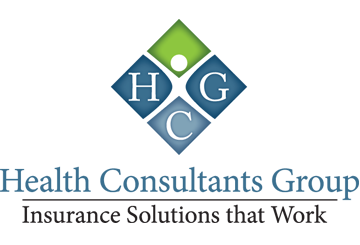 H G
C
Health Consultants Group
Insurance Solutions that Work